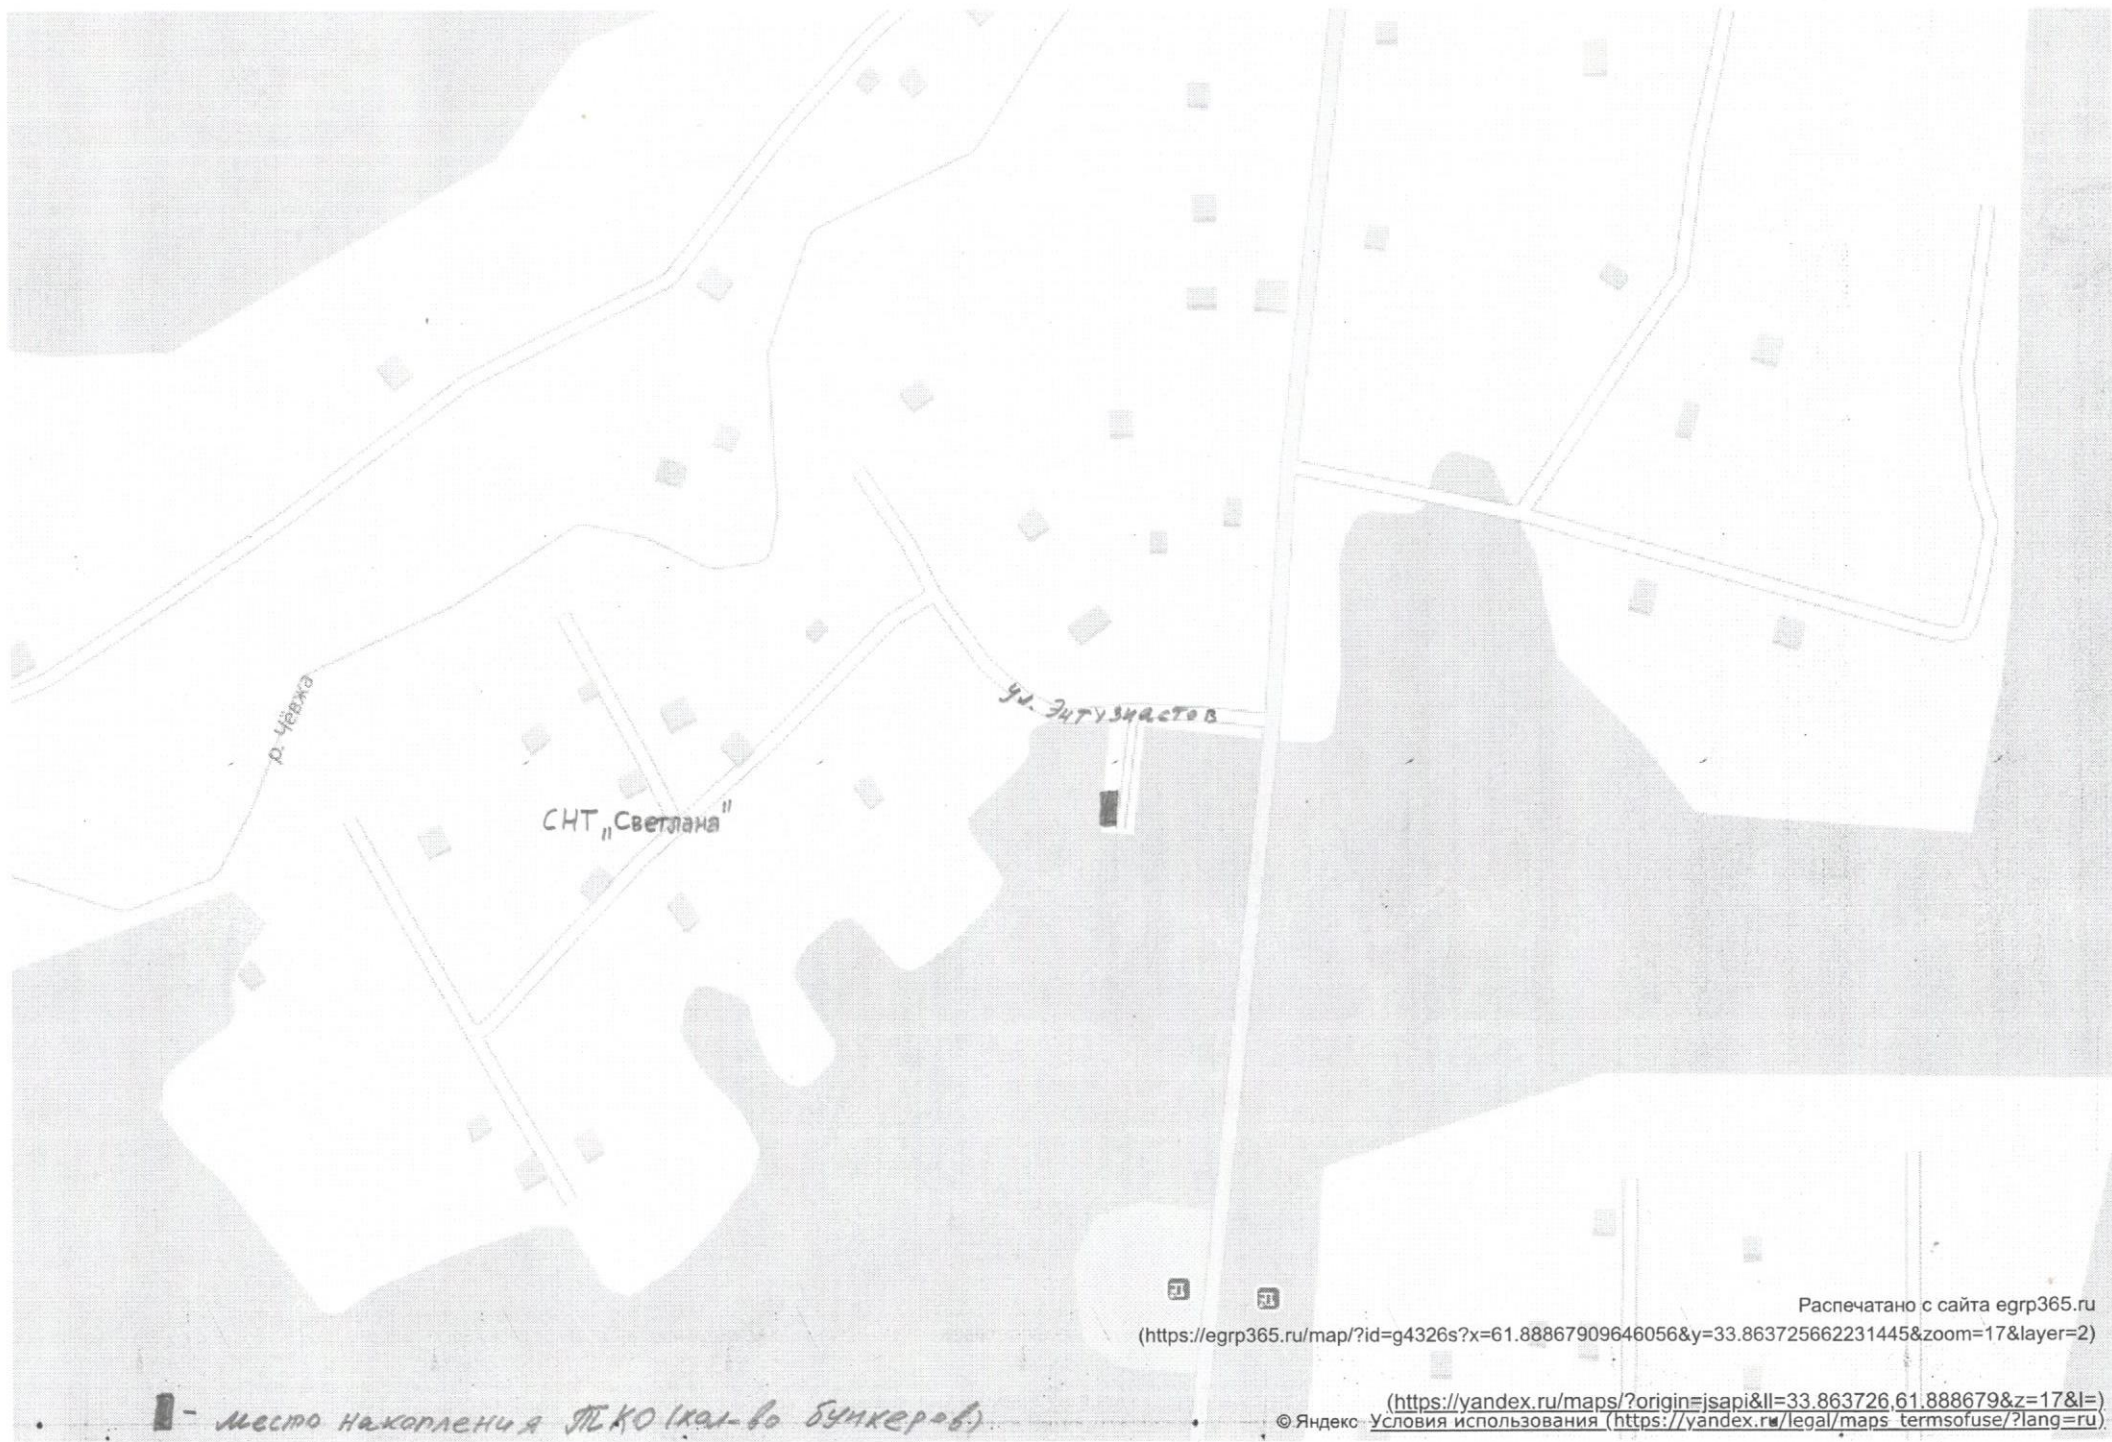 ул. Энтузиастов
р. Чёвжа
СНТ „Светлана"
Распечатано с сайта egrp365.ru
(https://egrp365.ru/map/?id=g4326s?x=61.88867909646056&y=33.863725662231445&zoom=17&layer=2)
(https://yandex.ru/maps/?origin=jsapi&ll=33.863726,61.888679&z=17&l=)
© Яндекс Условия использования (https://yandex.ru/legal/maps_termsofuse/?lang=ru)
- место накопления ТКО (кол-во бункеров)